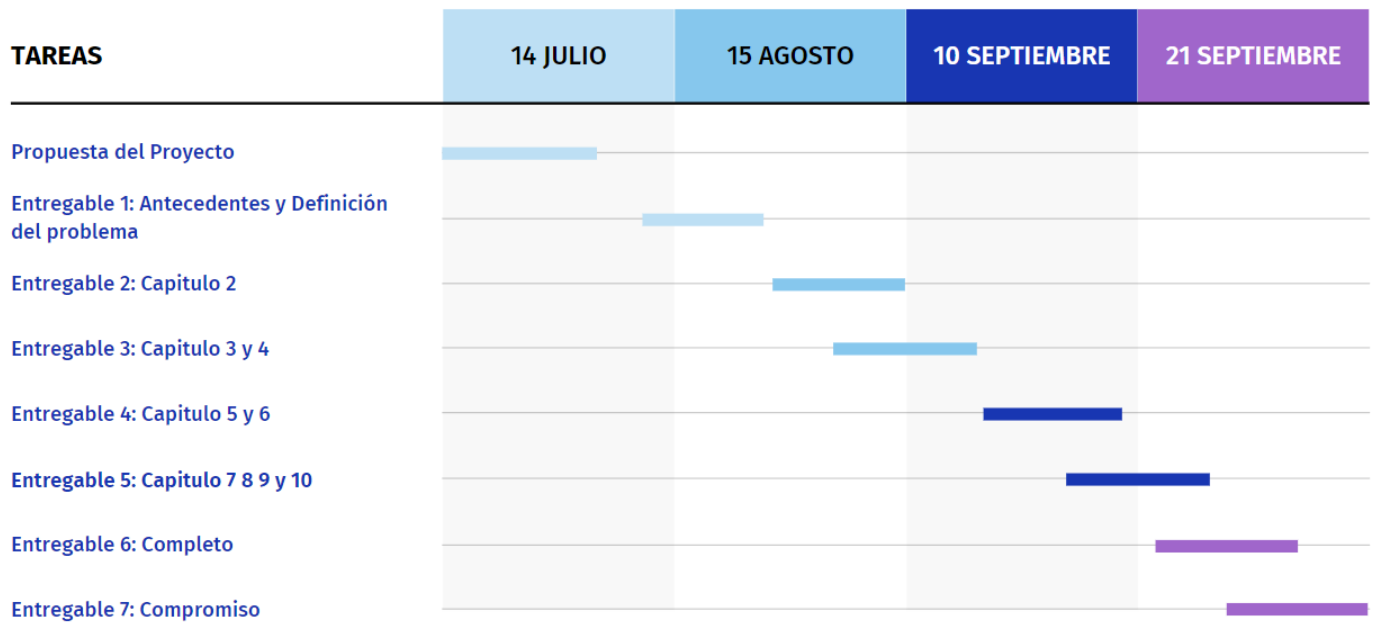 TAREAS
14 JULIO
15 AGOSTO
10 SEPTIEMBRE
21 SEPTIEMBRE
Propuesta del Proyecto
Entregable 1: Antecedentes y Definición
del problema
Entregable 2: Capitulo 2
Entregable 3: Capitulo 3 y 4
Entregable 4: Capitulo 5 y 6
Entregable 5: Capitulo 7 8 9 y 10
Entregable 6: Completo
Entregable 7: Compromiso